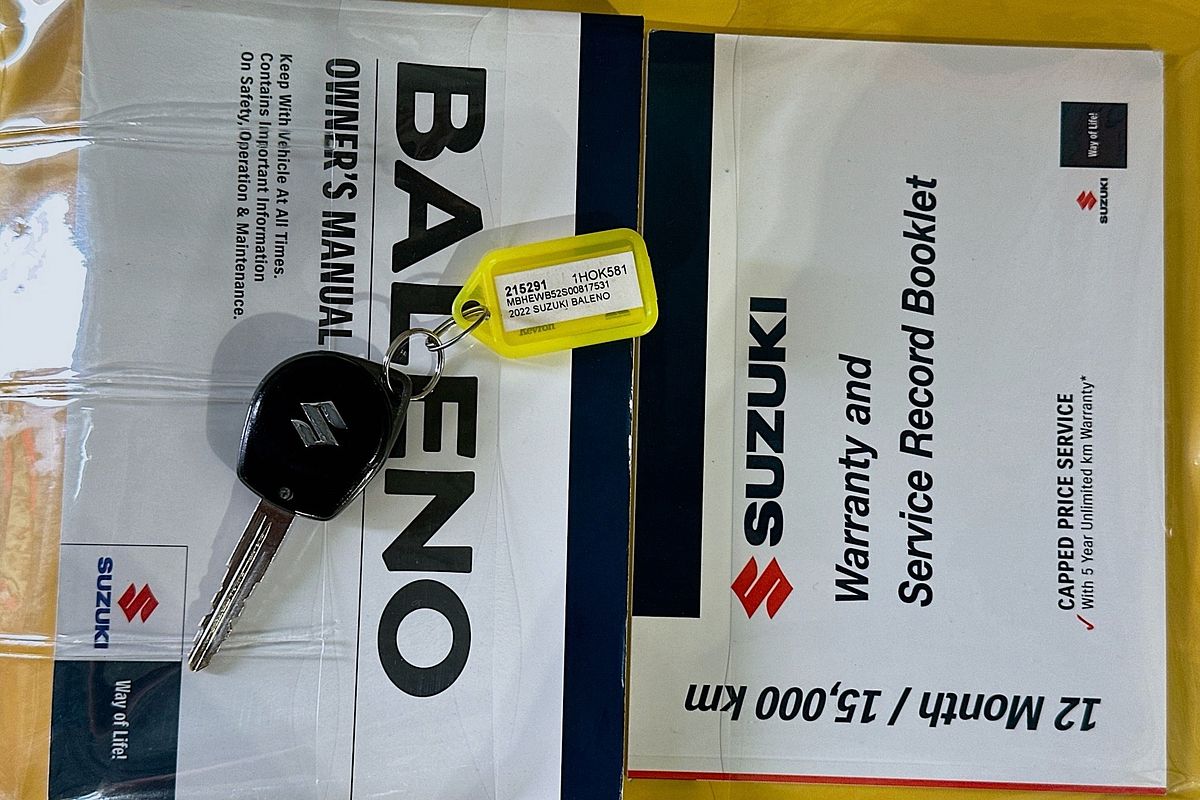 BALENO
OWNER'S MANUAL
Keep With Vehicle At All Times.
Contains Important Information
On Safety, Operation & Maintenance.
SUZUKI
Way of Life!
215291 1HOK581
MBHEWB52S00817531
2022 SUZUKI BALENO
Kevron
SUZUKI
Warranty and
Service Record Booklet
CAPPED PRICE SERVICE
✓ With 5 Year Unlimited km Warranty*
SUZUKI
Way of Life!
12 Month / 15,000 km